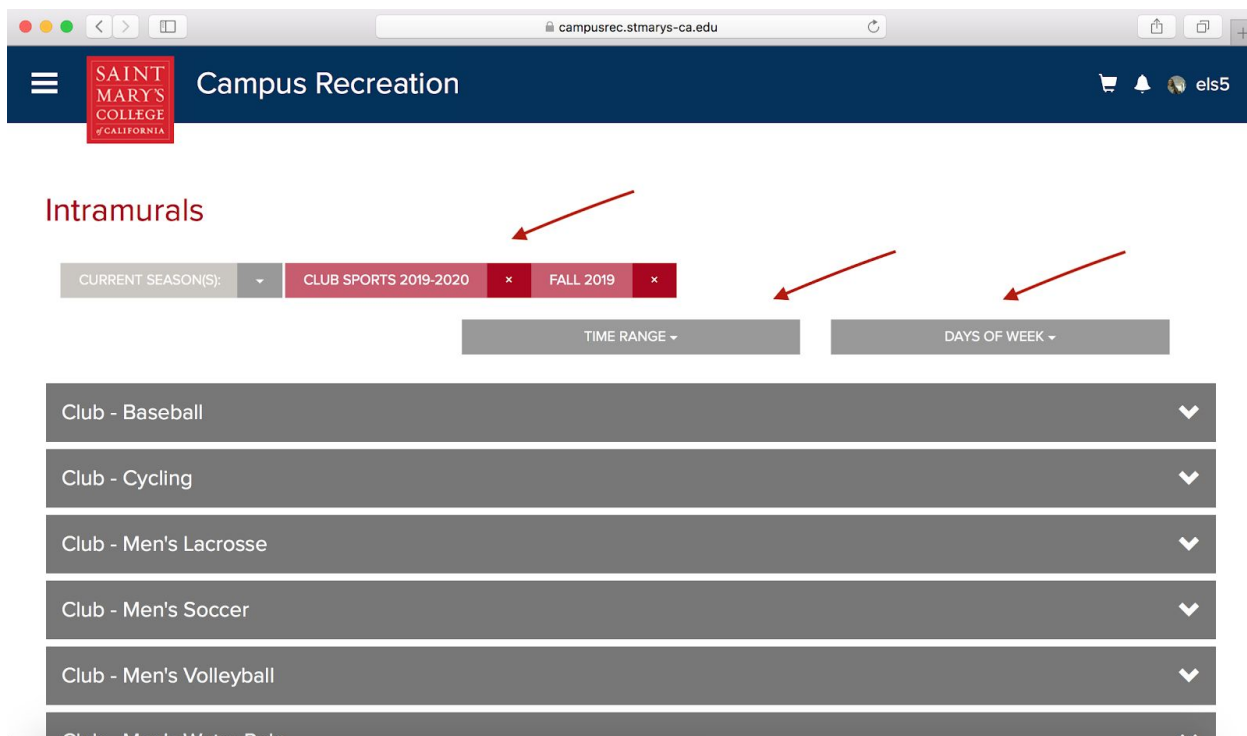 campusrec.stmarys-ca.edu
SAINT
MARY'S
COLLEGE
of CALIFORNIA
Campus Recreation
els5
Intramurals
CURRENT SEASON(S):
CLUB SPORTS 2019-2020 × FALL 2019 ×
TIME RANGE
DAYS OF WEEK
Club - Baseball
Club - Cycling
Club - Men's Lacrosse
Club - Men's Soccer
Club - Men's Volleyball